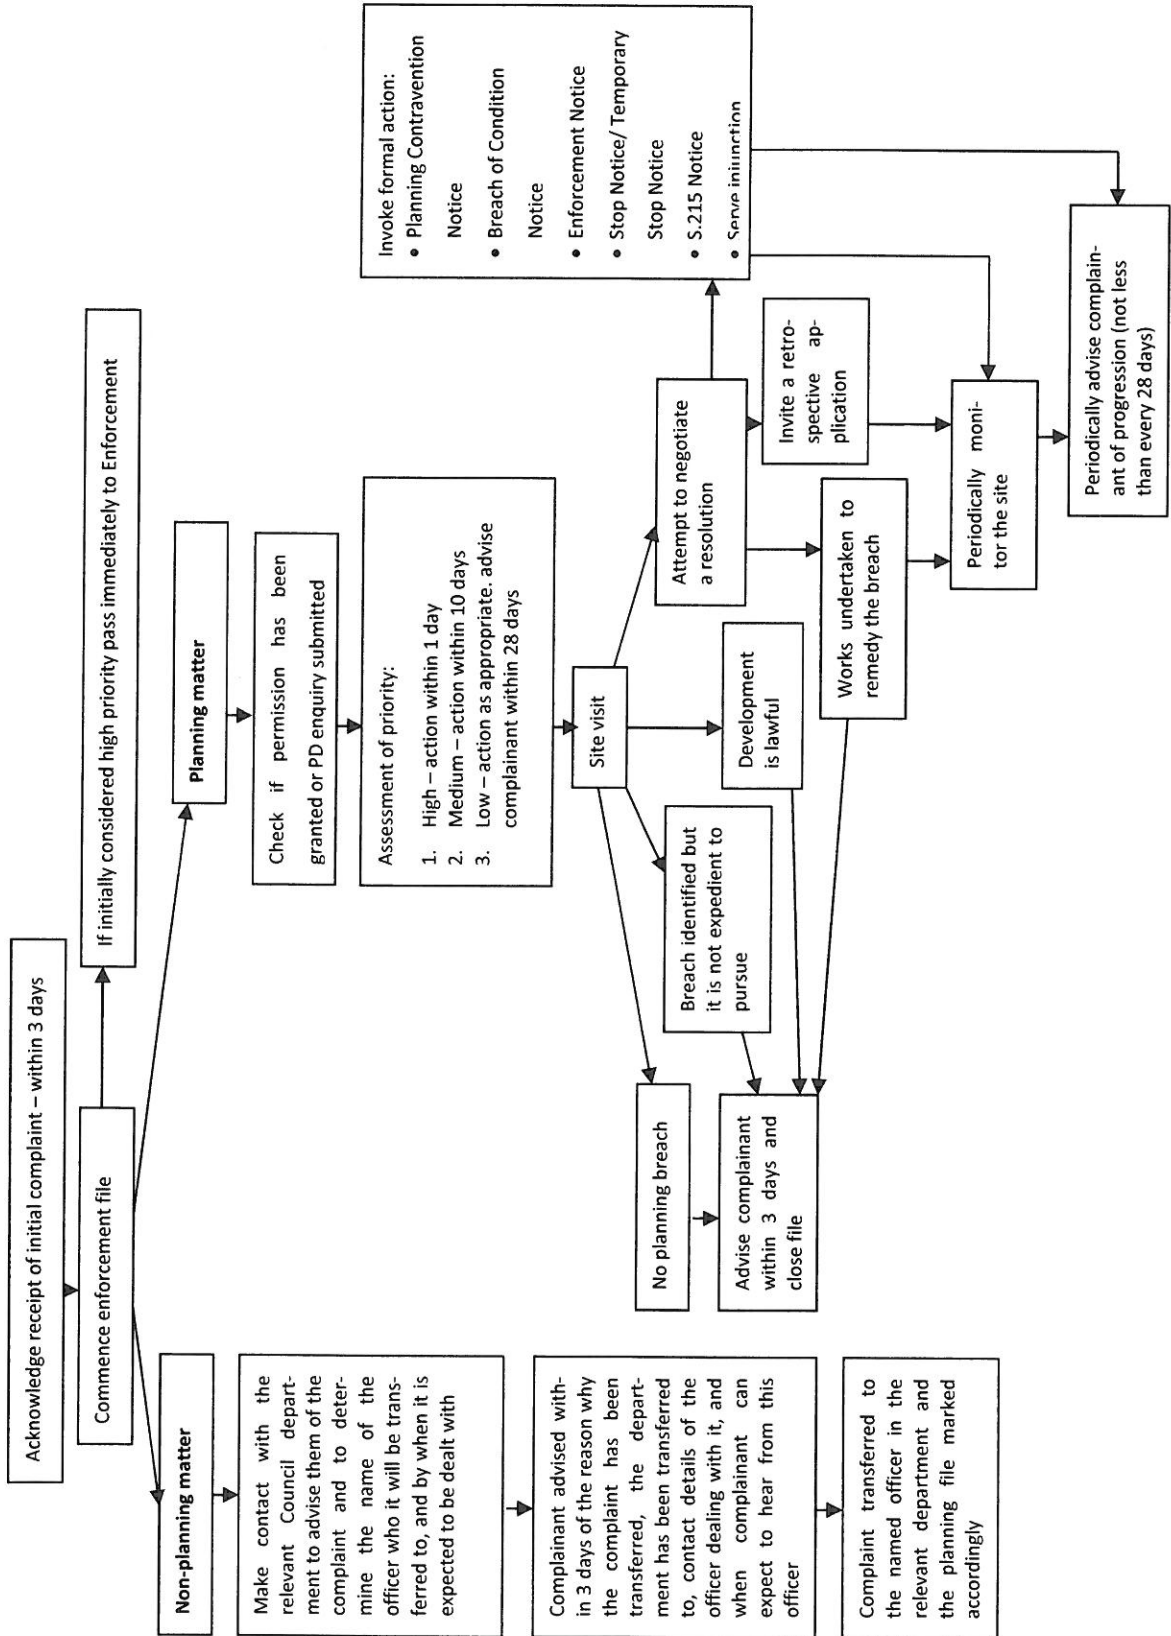 Acknowledge receipt of initial complaint – within 3 days
Commence enforcement file
If initially considered high priority pass immediately to Enforcement
Non-planning matter
Make contact with the
relevant Council depart-
ment to advise them of the
complaint and to deter-
mine the name of the
officer who it will be trans-
ferred to, and by when it is
expected to be dealt with
Complainant advised with-
in 3 days of the reason why
the complaint has been
transferred, the depart-
ment has been transferred
to, contact details of the
officer dealing with it, and
when complainant can
expect to hear from this
officer
Complaint transferred to
the named officer in the
relevant department and
the planning file marked
accordingly
Planning matter
Check if permission has been
granted or PD enquiry submitted
Assessment of priority:
1. High – action within 1 day
2. Medium – action within 10 days
3. Low – action as appropriate. advise
complainant within 28 days
Site visit
No planning breach
Breach identified but
it is not expedient to
pursue
Development
is lawful
Attempt to negotiate
a resolution
Advise complainant
within 3 days and
close file
Works undertaken to
remedy the breach
Invite a retro-
spective ap-
plication
Invoke formal action:
• Planning Contravention
Notice
• Breach of Condition
Notice
• Enforcement Notice
• Stop Notice/ Temporary
Stop Notice
• S.215 Notice
• Serve injunction
Periodically moni-
tor the site
Periodically advise complain-
ant of progression (not less
than every 28 days)